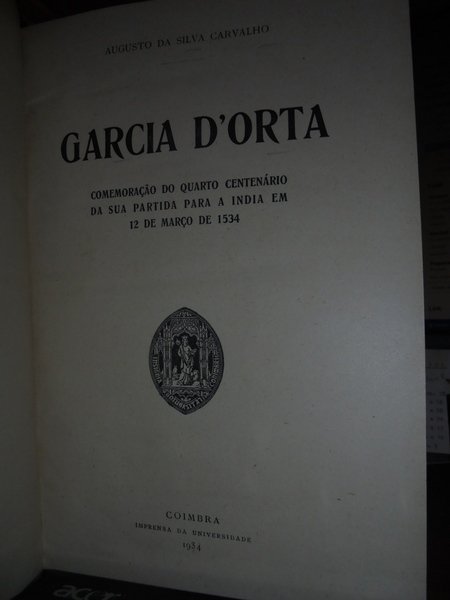 AUGUSTO DA SILVA CARVALHO
GARCIA D'ORTA
COMEMORAÇÃO DO QUARTO CENTENÁRIO
DA SUA PARTIDA PARA A INDIA EM
12 DE MARÇO DE 1534
COIMBRA
IMPRENSA DA UNIVERSIDADE
1934
acer